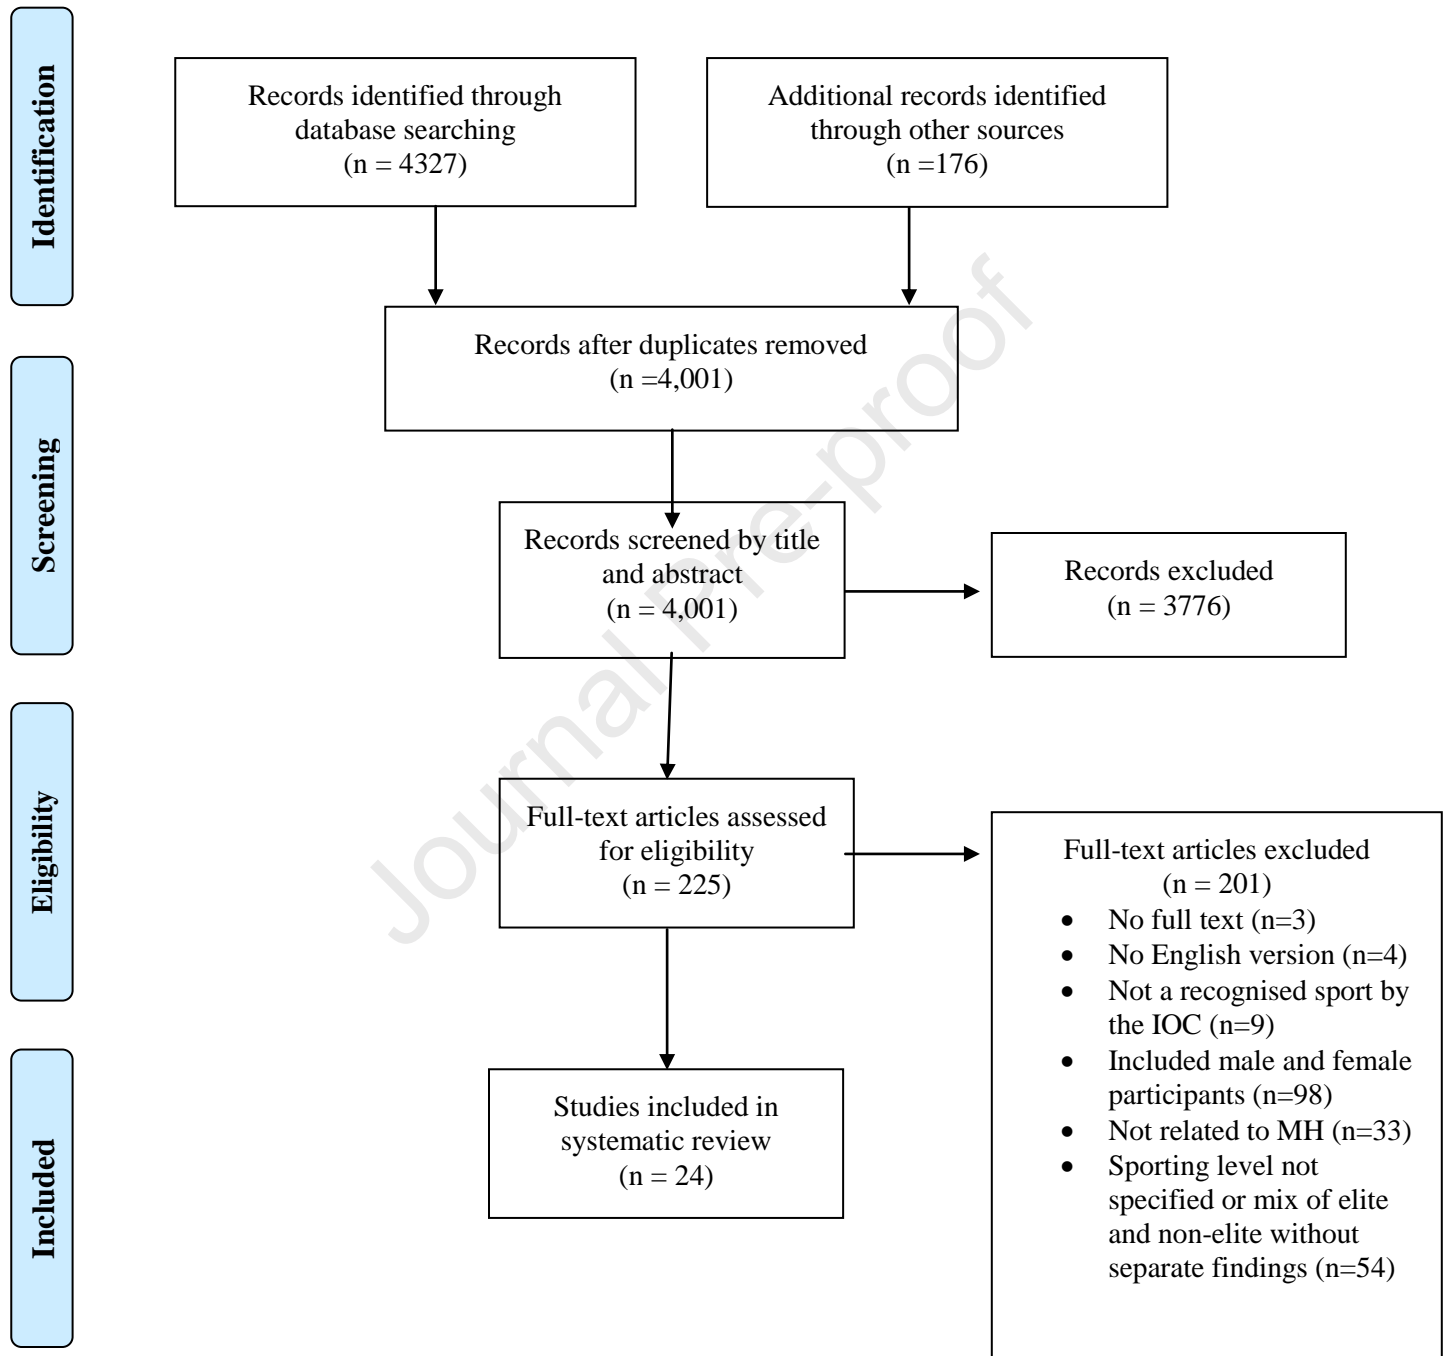 Identification
Records identified through
database searching
(n = 4327)
Additional records identified
through other sources
(n =176)
Records after duplicates removed
(n =4,001)
Screening
Records screened by title
and abstract
(n = 4,001)
Records excluded
(n = 3776)
Eligibility
Full-text articles assessed
for eligibility
(n = 225)
Full-text articles excluded
(n = 201)
• No full text (n=3)
• No English version (n=4)
• Not a recognised sport by
the IOC (n=9)
• Included male and female
participants (n=98)
• Not related to MH (n=33)
• Sporting level not
specified or mix of elite
and non-elite without
separate findings (n=54)
Included
Studies included in
systematic review
(n = 24)
Journal Pre-proof